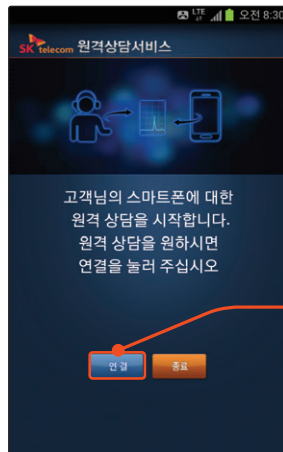 LTE 오전 8:30
SK telecom 원격상담서비스
고객님의 스마트폰에 대한
원격 상담을 시작합니다.
원격 상담을 원하시면
연결을 눌러 주십시오
연결 종료